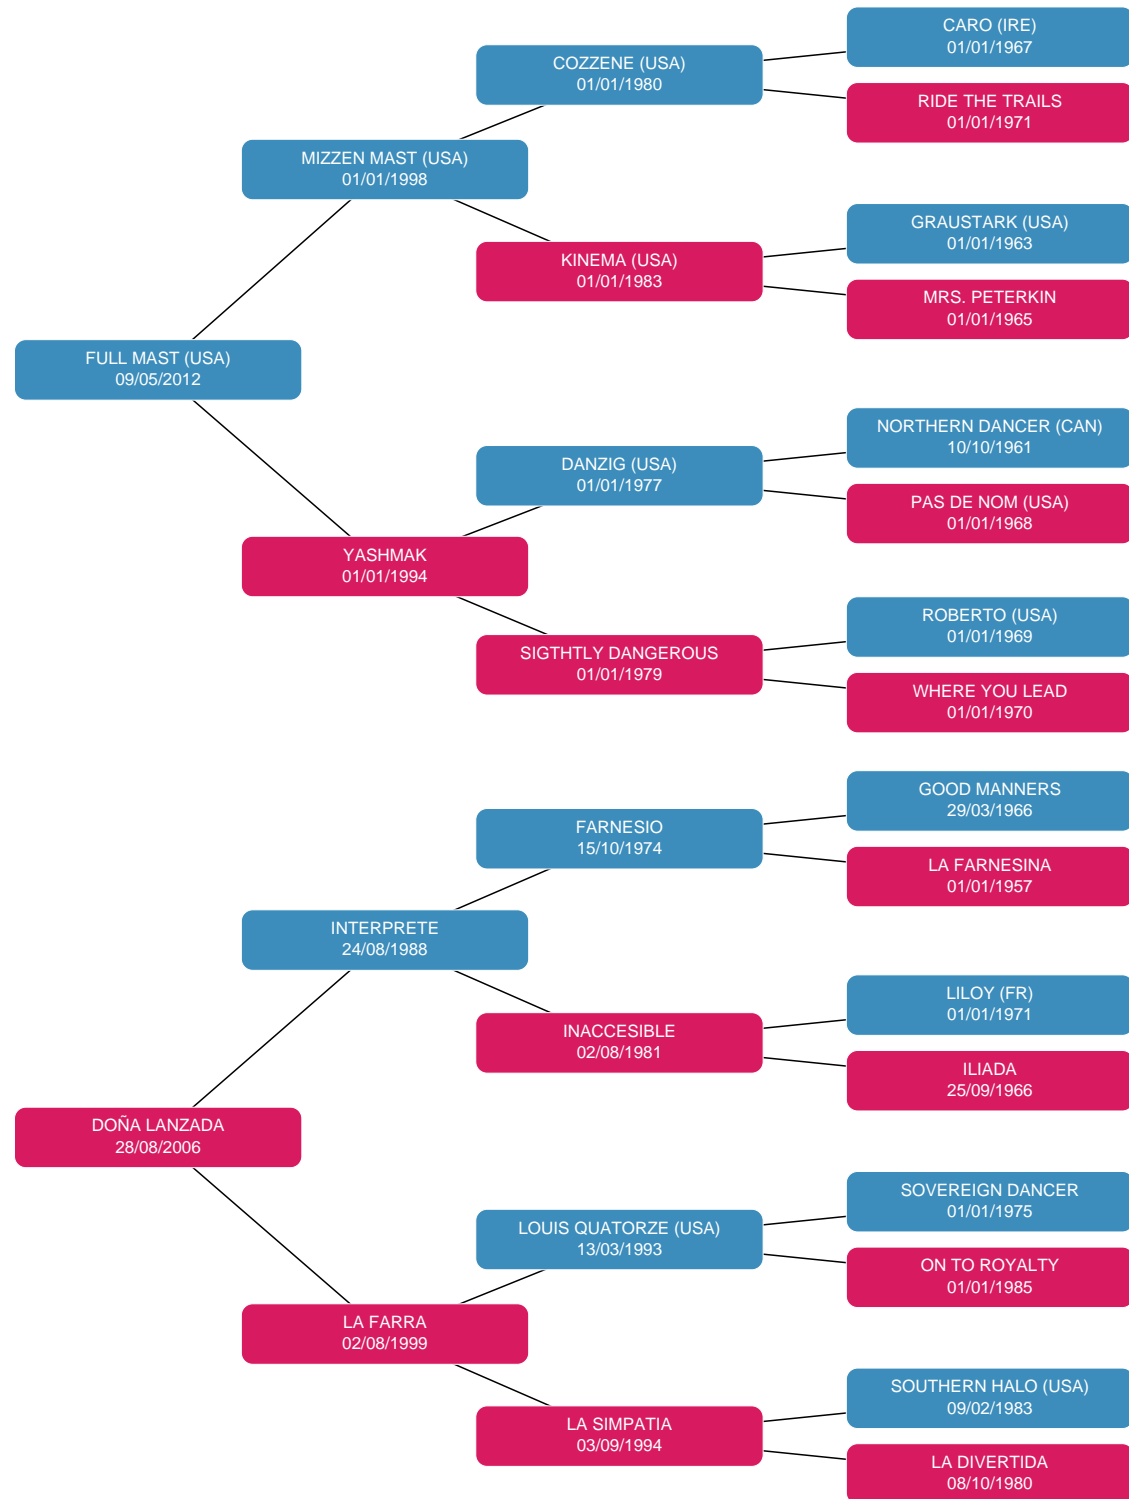 CARO (IRE)
01/01/1967
COZZENE (USA)
01/01/1980
RIDE THE TRAILS
01/01/1971
MIZZEN MAST (USA)
01/01/1998
GRAUSTARK (USA)
01/01/1963
KINEMA (USA)
01/01/1983
MRS. PETERKIN
01/01/1965
FULL MAST (USA)
09/05/2012
NORTHERN DANCER (CAN)
10/10/1961
DANZIG (USA)
01/01/1977
PAS DE NOM (USA)
01/01/1968
YASHMAK
01/01/1994
ROBERTO (USA)
01/01/1969
SIGTHTLY DANGEROUS
01/01/1979
WHERE YOU LEAD
01/01/1970
GOOD MANNERS
29/03/1966
FARNESIO
15/10/1974
LA FARNESINA
01/01/1957
INTERPRETE
24/08/1988
LILOY (FR)
01/01/1971
INACCESIBLE
02/08/1981
ILIADA
25/09/1966
DOÑA LANZADA
28/08/2006
SOVEREIGN DANCER
01/01/1975
LOUIS QUATORZE (USA)
13/03/1993
ON TO ROYALTY
01/01/1985
LA FARRA
02/08/1999
SOUTHERN HALO (USA)
09/02/1983
LA SIMPATIA
03/09/1994
LA DIVERTIDA
08/10/1980